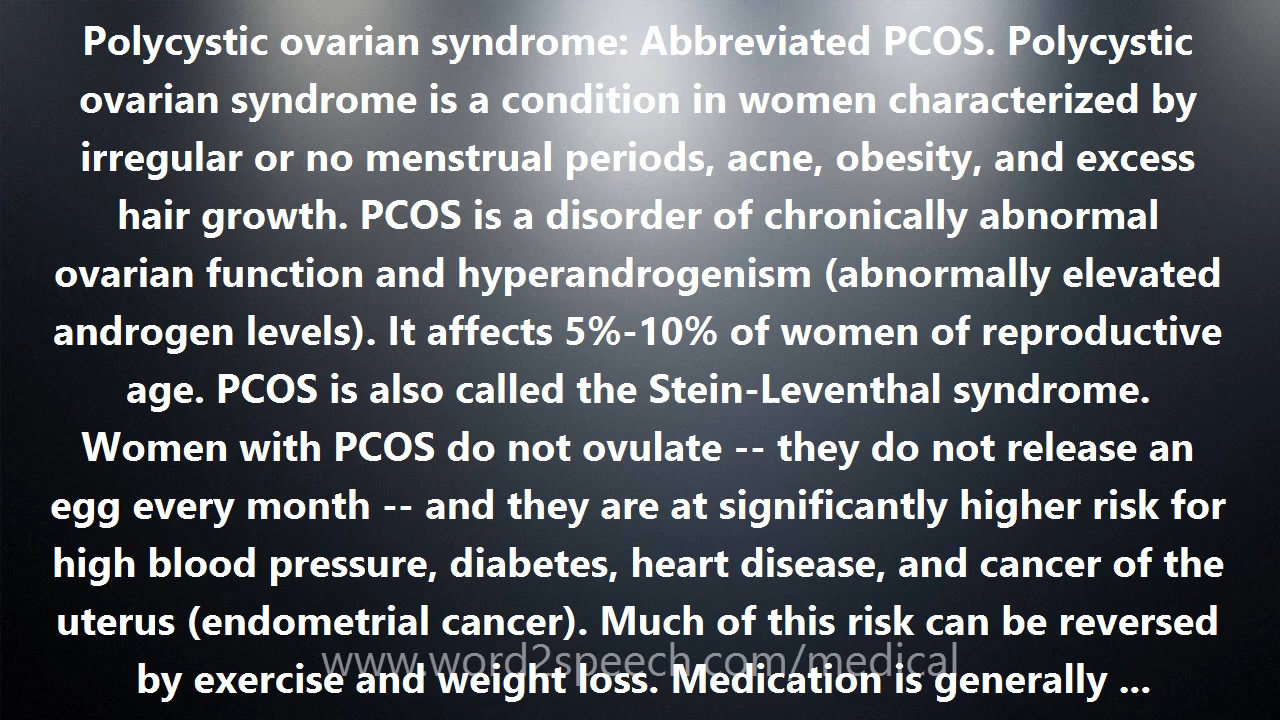 Polycystic ovarian syndrome: Abbreviated PCOS. Polycystic
ovarian syndrome is a condition in women characterized by
irregular or no menstrual periods, acne, obesity, and excess
hair growth. PCOS is a disorder of chronically abnormal
ovarian function and hyperandrogenism (abnormally elevated
androgen levels). It affects 5%-10% of women of reproductive
age. PCOS is also called the Stein-Leventhal syndrome.
Women with PCOS do not ovulate -- they do not release an
egg every month -- and they are at significantly higher risk for
high blood pressure, diabetes, heart disease, and cancer of the
uterus (endometrial cancer). Much of this risk can be reversed
www.word2speech.com/medical
by exercise and weight loss. Medication is generally ...